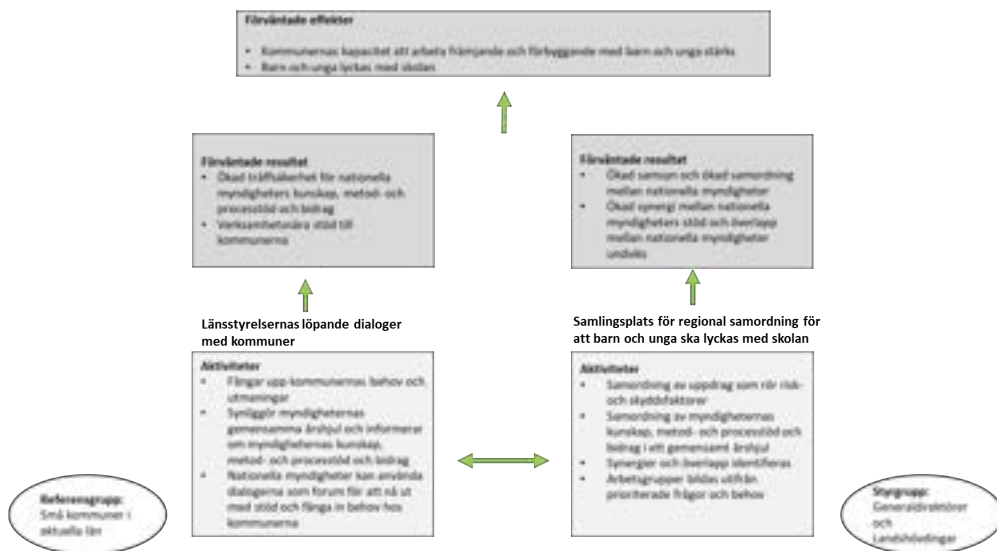 Förväntade effekter
• Kommunernas kapacitet att arbeta främjande och förbyggande med barn och unga stärks
• Barn och unga lyckas med skolan
Förväntade resultat
• Ökad träffsäkerhet för nationella
myndigheters kunskap, metod- och
processtöd och bidrag
• Verksamhetsnära stöd till
kommunerna
Förväntade resultat
• Ökad samsyn och ökad samordning
mellan nationella myndigheter
• Ökad synergi mellan nationella
myndigheters stöd och överlapp
mellan nationella myndigheter
undviks
Länsstyrelsernas löpande dialoger
med kommuner
Aktiviteter
• Fångar upp kommunernas behov och
utmaningar
• Synliggör myndigheternas
gemensamma årshjul och informerar
om myndigheternas kunskap,
metod- och processtöd och bidrag
• Nationella myndigheter kan använda
dialogerna som forum för att nå ut
med stöd och fånga in behov hos
kommunerna
Samlingsplats för regional samordning för
att barn och unga ska lyckas med skolan
Aktiviteter
• Samordning av uppdrag som rör risk-
och skyddsfaktorer
• Samordning av myndigheternas
kunskap, metod- och processtöd och
bidrag i ett gemensamt årshjul
• Synergier och överlapp identifieras
• Arbetsgrupper bildas utifrån
prioriterade frågor och behov
Referensgrupp:
Små kommuner i
aktuella län
Styrgrupp:
Generaldirektörer
och
Landshövdingar